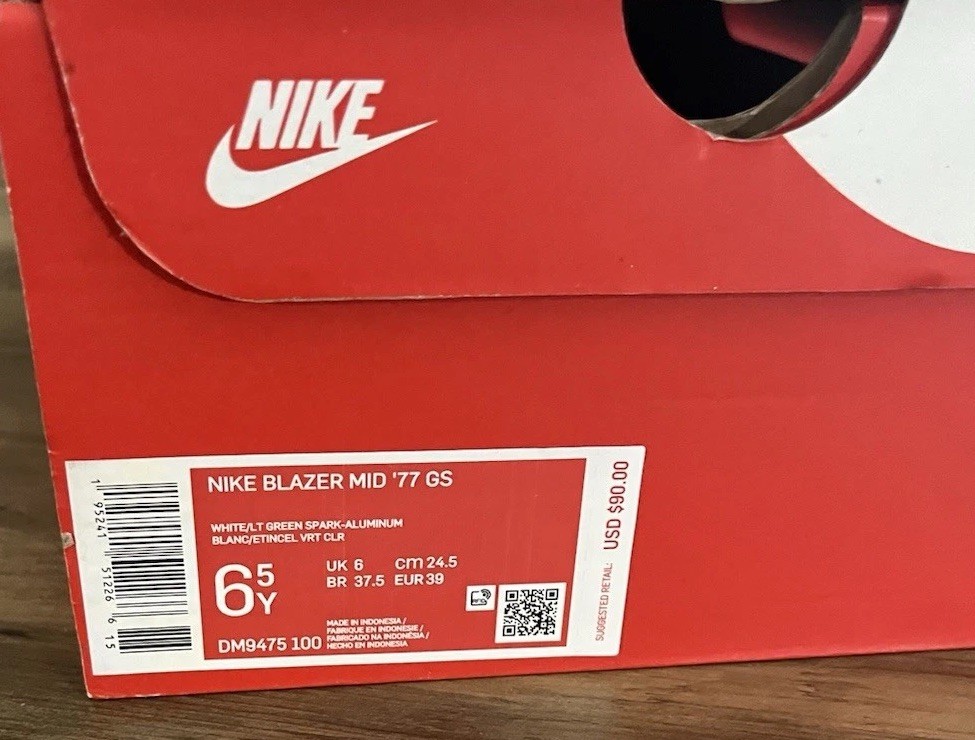 NIKE
NIKE BLAZER MID '77 GS
WHITE/LT GREEN SPARK-ALUMINUM
BLANC/ETINCEL VRT CLR
6 5 Y
UK 6 cm 24.5
BR 37.5 EUR 39
DM9475 100
MADE IN INDONESIA /
FABRIQUE EN INDONESIE /
FABRICADO NA INDONÉSIA /
HECHO EN INDONESIA
1 95241 51226 6 15
SUGGESTED RETAIL: USD $90.00